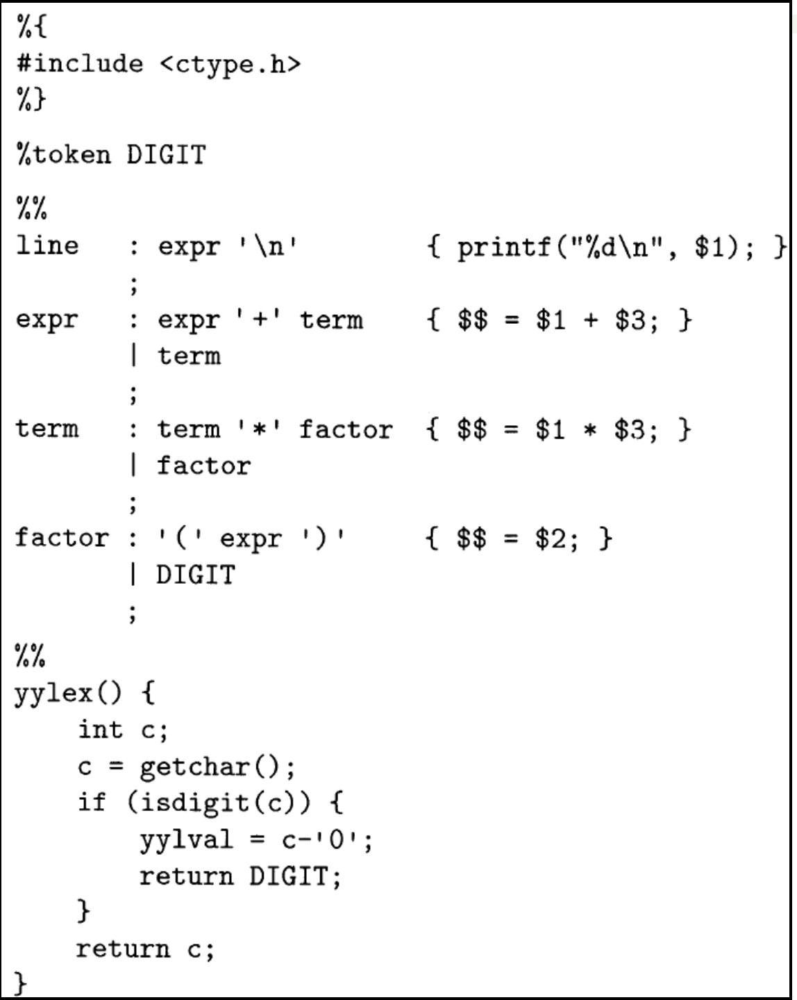 %{
#include <ctype.h>
%}
%token DIGIT
%%
line   : expr '\n'         { printf("%d\n", $1); }
       ;
expr   : expr '+' term     { $$ = $1 + $3; }
       | term
       ;
term   : term '*' factor   { $$ = $1 * $3; }
       | factor
       ;
factor : '(' expr ')'      { $$ = $2; }
       | DIGIT
       ;
%%
yylex() {
    int c;
    c = getchar();
    if (isdigit(c)) {
        yylval = c-'0';
        return DIGIT;
    }
    return c;
}